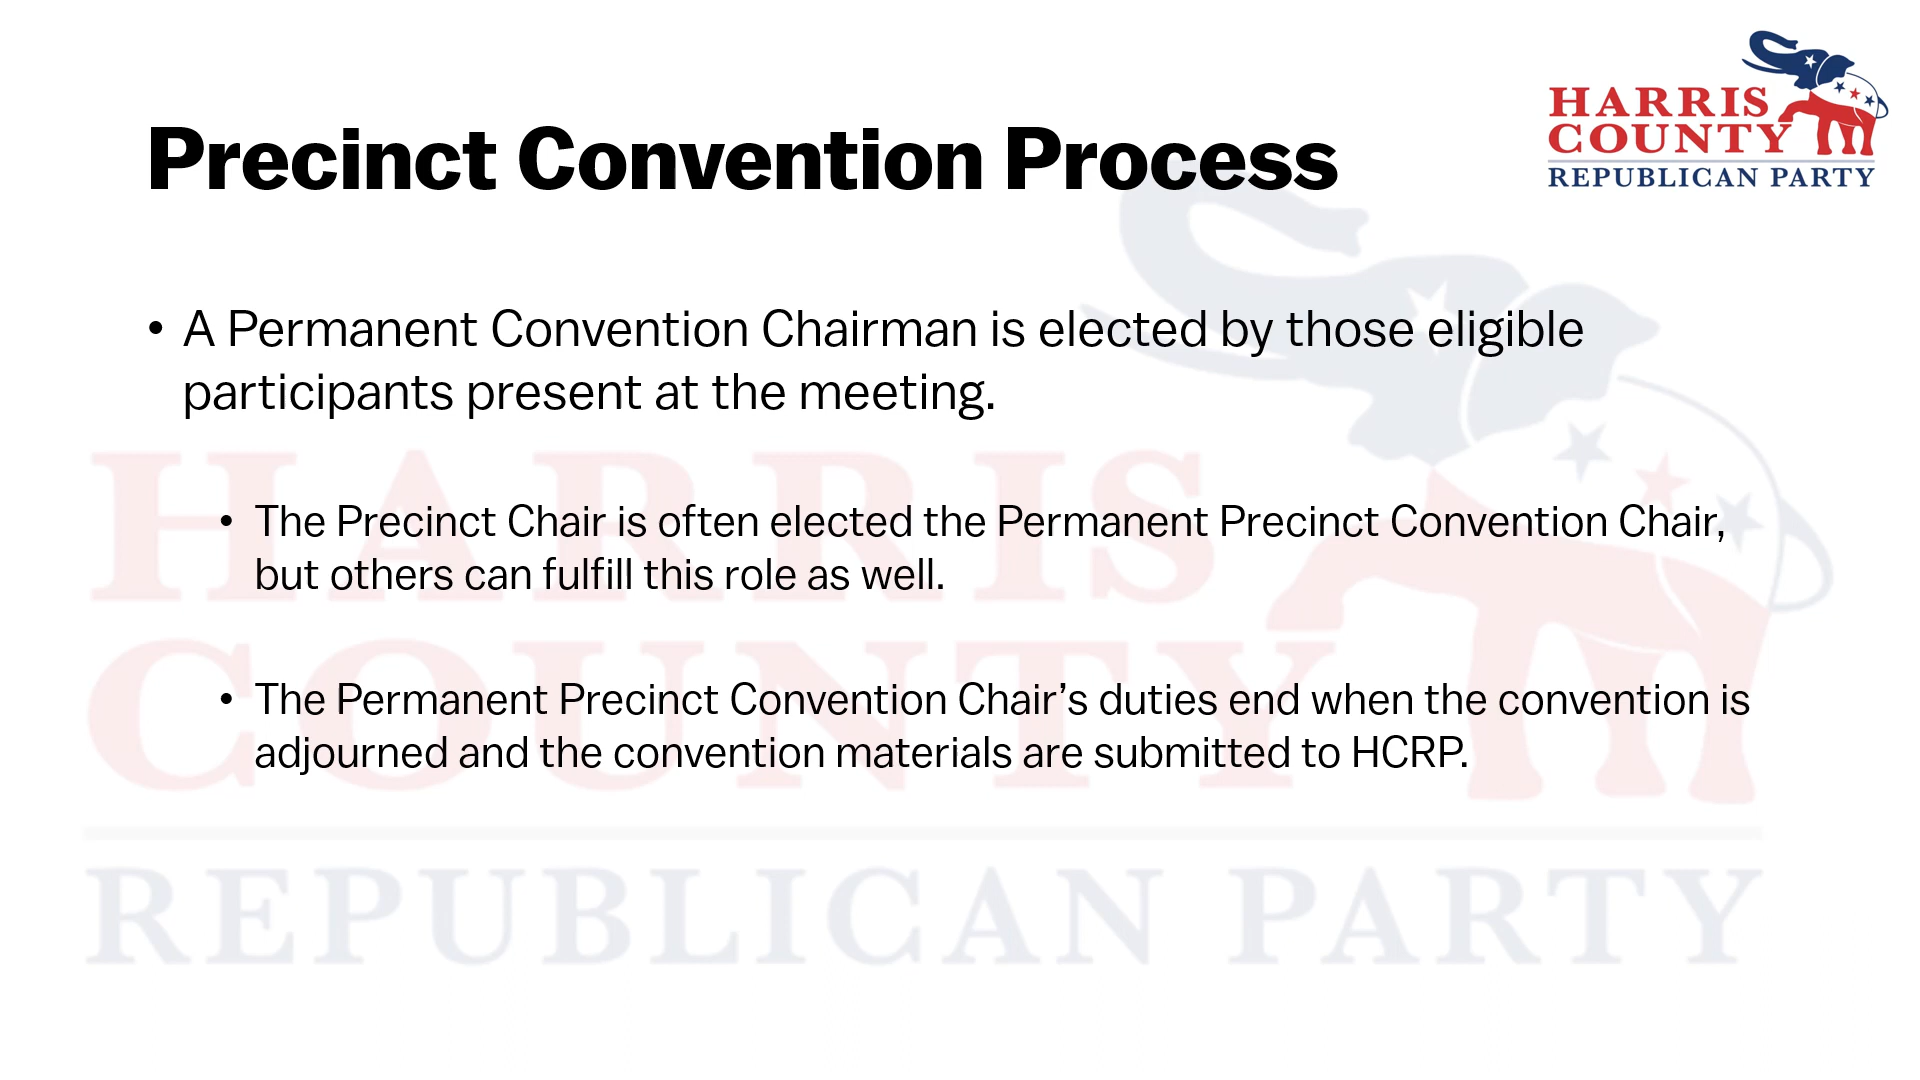 HARRIS
COUNTY
REPUBLICAN PARTY
Precinct Convention Process
• A Permanent Convention Chairman is elected by those eligible
participants present at the meeting.
• The Precinct Chair is often elected the Permanent Precinct Convention Chair,
but others can fulfill this role as well.
• The Permanent Precinct Convention Chair’s duties end when the convention is
adjourned and the convention materials are submitted to HCRP.
HARRIS
COUNTY
REPUBLICAN PARTY